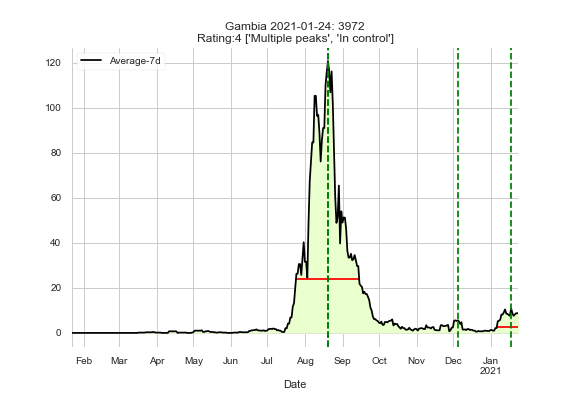 Gambia 2021-01-24: 3972
Rating:4 ['Multiple peaks', 'In control']
Average-7d
120
100
80
60
40
20
0
Feb Mar Apr May Jun Jul Aug Sep Oct Nov Dec Jan
2021
Date